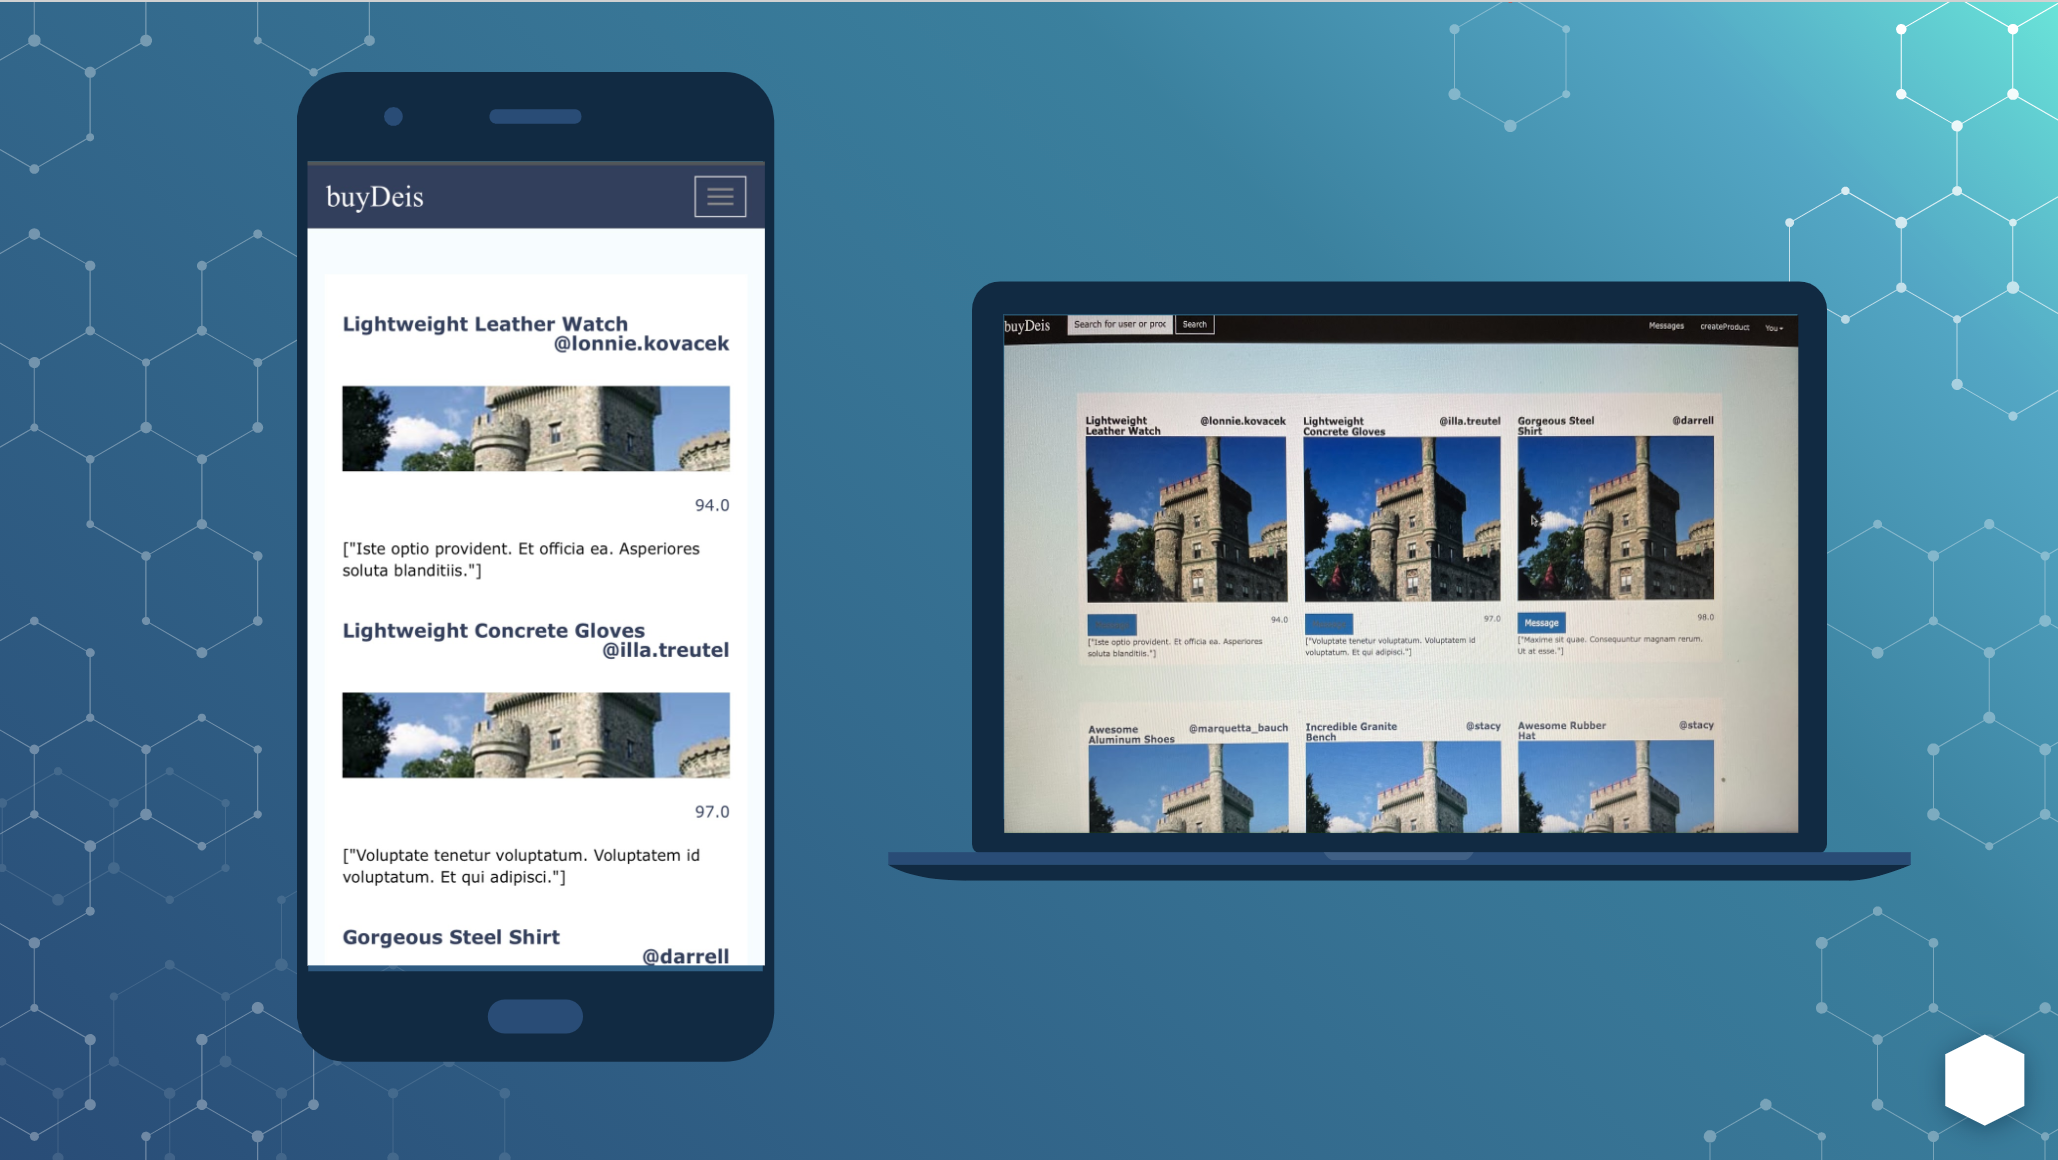 buyDeis
Lightweight Leather Watch
@lonnie.kovacek
94.0
["Iste optio provident. Et officia ea. Asperiores
soluta blanditiis."]
Lightweight Concrete Gloves
@illa.treutel
97.0
["Voluptate tenetur voluptatum. Voluptatem id
voluptatum. Et qui adipisci."]
Gorgeous Steel Shirt
@darrell
buyDeis Search for user or proc Search Messages createProduct You
Lightweight
Leather Watch
@lonnie.kovacek
94.0
["Iste optio provident. Et officia ea. Asperiores
soluta blanditiis."]
Lightweight
Concrete Gloves
@illa.treutel
97.0
["Voluptate tenetur voluptatum. Voluptatem id
voluptatum. Et qui adipisci."]
Gorgeous Steel
Shirt
@darrell
Message
98.0
["Maxime sit quae. Consequuntur magnam rerum.
Ut at esse."]
Awesome
Aluminum Shoes
@marquetta_bauch
Incredible Granite
Bench
@stacy
Awesome Rubber
Hat
@stacy